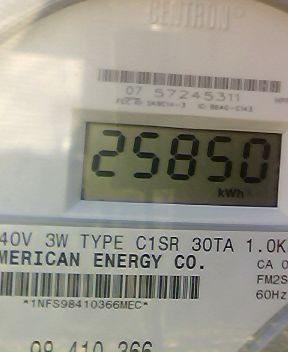 CENTRON®
07 57245311
25850
kWh
40V 3W TYPE C1SR 30TA 1.0K
MERICAN ENERGY CO.
CA 0
FM2S
*1NFS98410366MEC*
60Hz
98 410 366